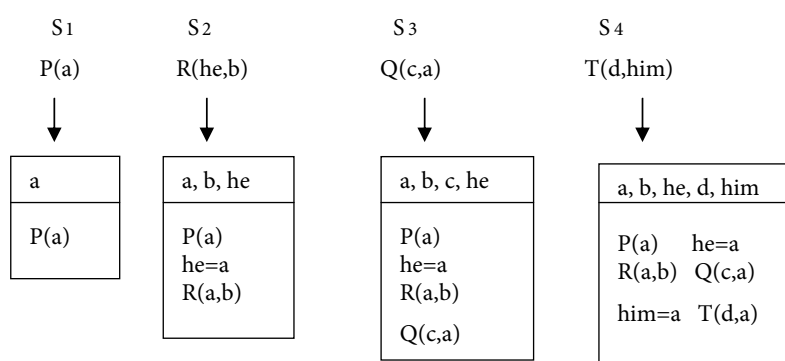 S1 S2 S3 S4
P(a) R(he,b) Q(c,a) T(d,him)
a
P(a)
a, b, he
P(a)
he=a
R(a,b)
a, b, c, he
P(a)
he=a
R(a,b)
Q(c,a)
a, b, he, d, him
P(a) he=a
R(a,b) Q(c,a)
him=a T(d,a)